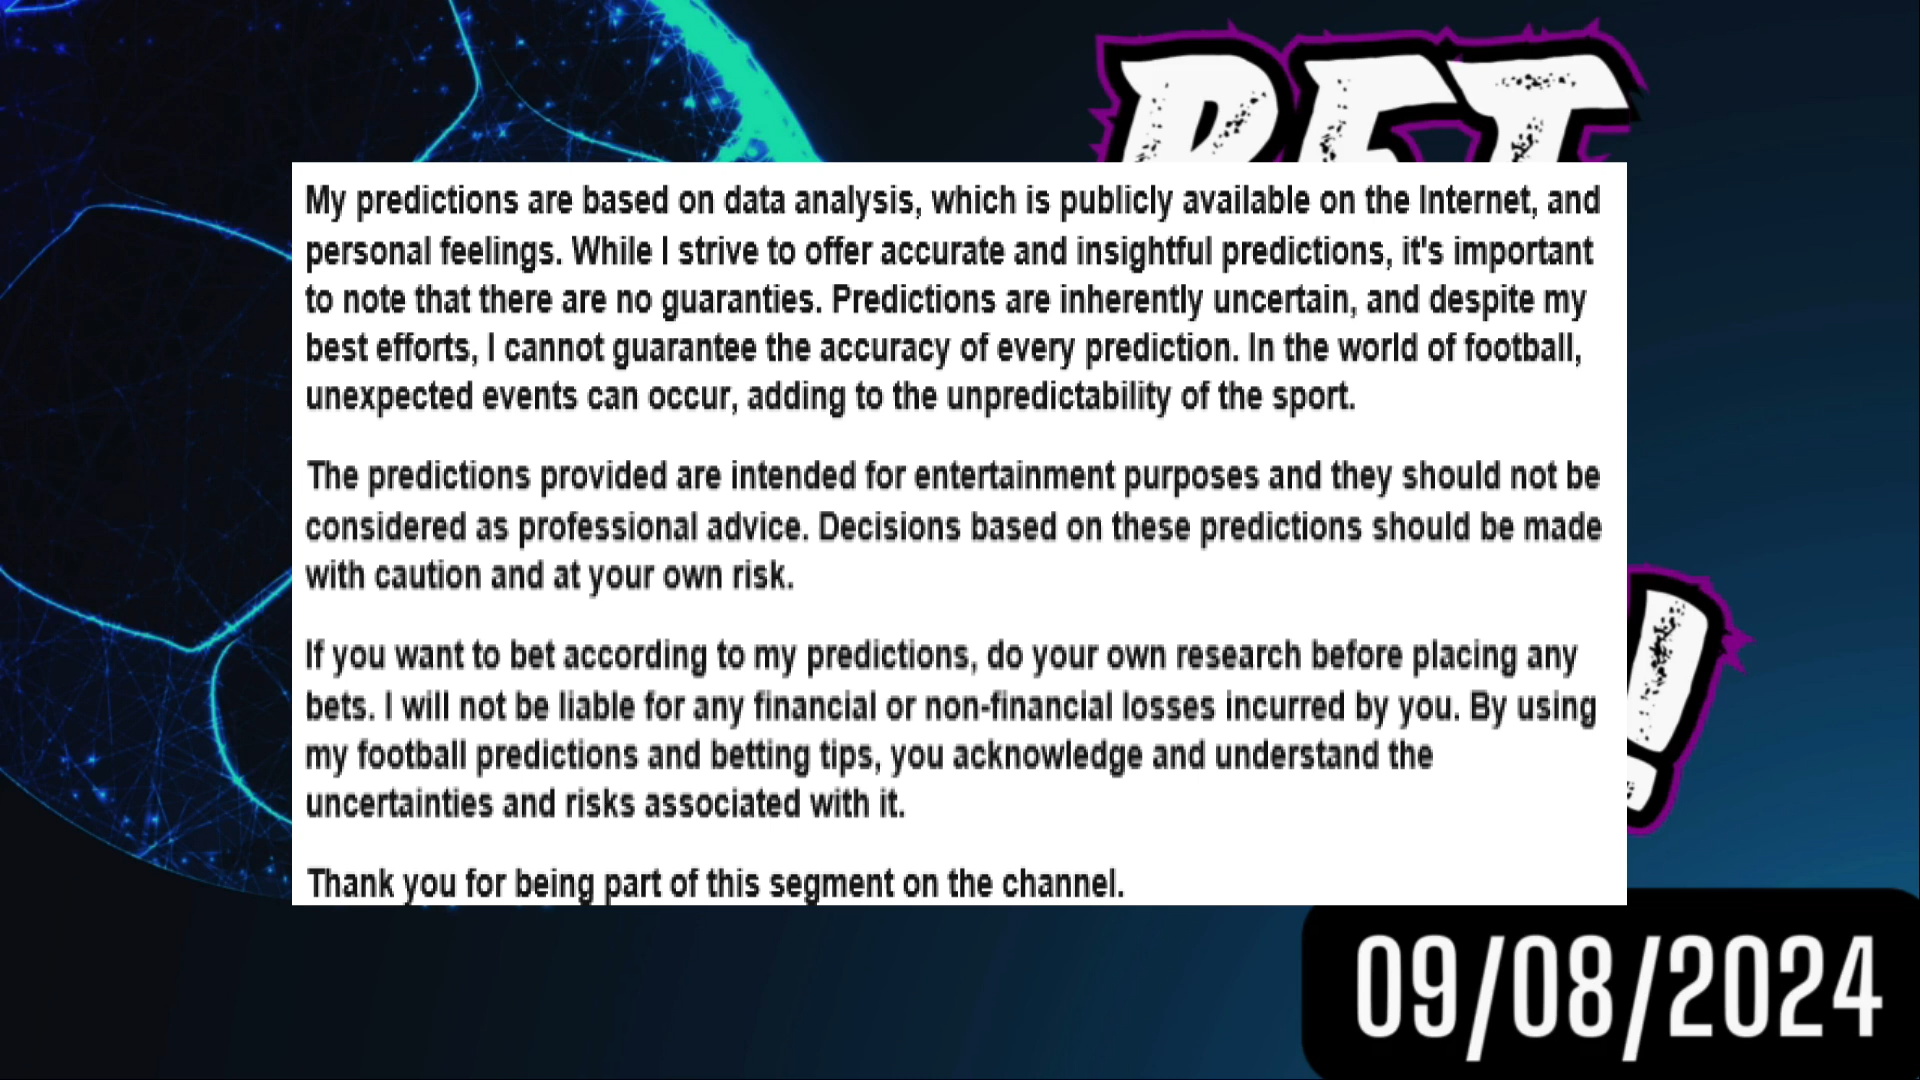 BET
My predictions are based on data analysis, which is publicly available on the Internet, and
personal feelings. While I strive to offer accurate and insightful predictions, it's important
to note that there are no guaranties. Predictions are inherently uncertain, and despite my
best efforts, I cannot guarantee the accuracy of every prediction. In the world of football,
unexpected events can occur, adding to the unpredictability of the sport.
The predictions provided are intended for entertainment purposes and they should not be
considered as professional advice. Decisions based on these predictions should be made
with caution and at your own risk.
If you want to bet according to my predictions, do your own research before placing any
bets. I will not be liable for any financial or non-financial losses incurred by you. By using
my football predictions and betting tips, you acknowledge and understand the
uncertainties and risks associated with it.
Thank you for being part of this segment on the channel.
!
09/08/2024